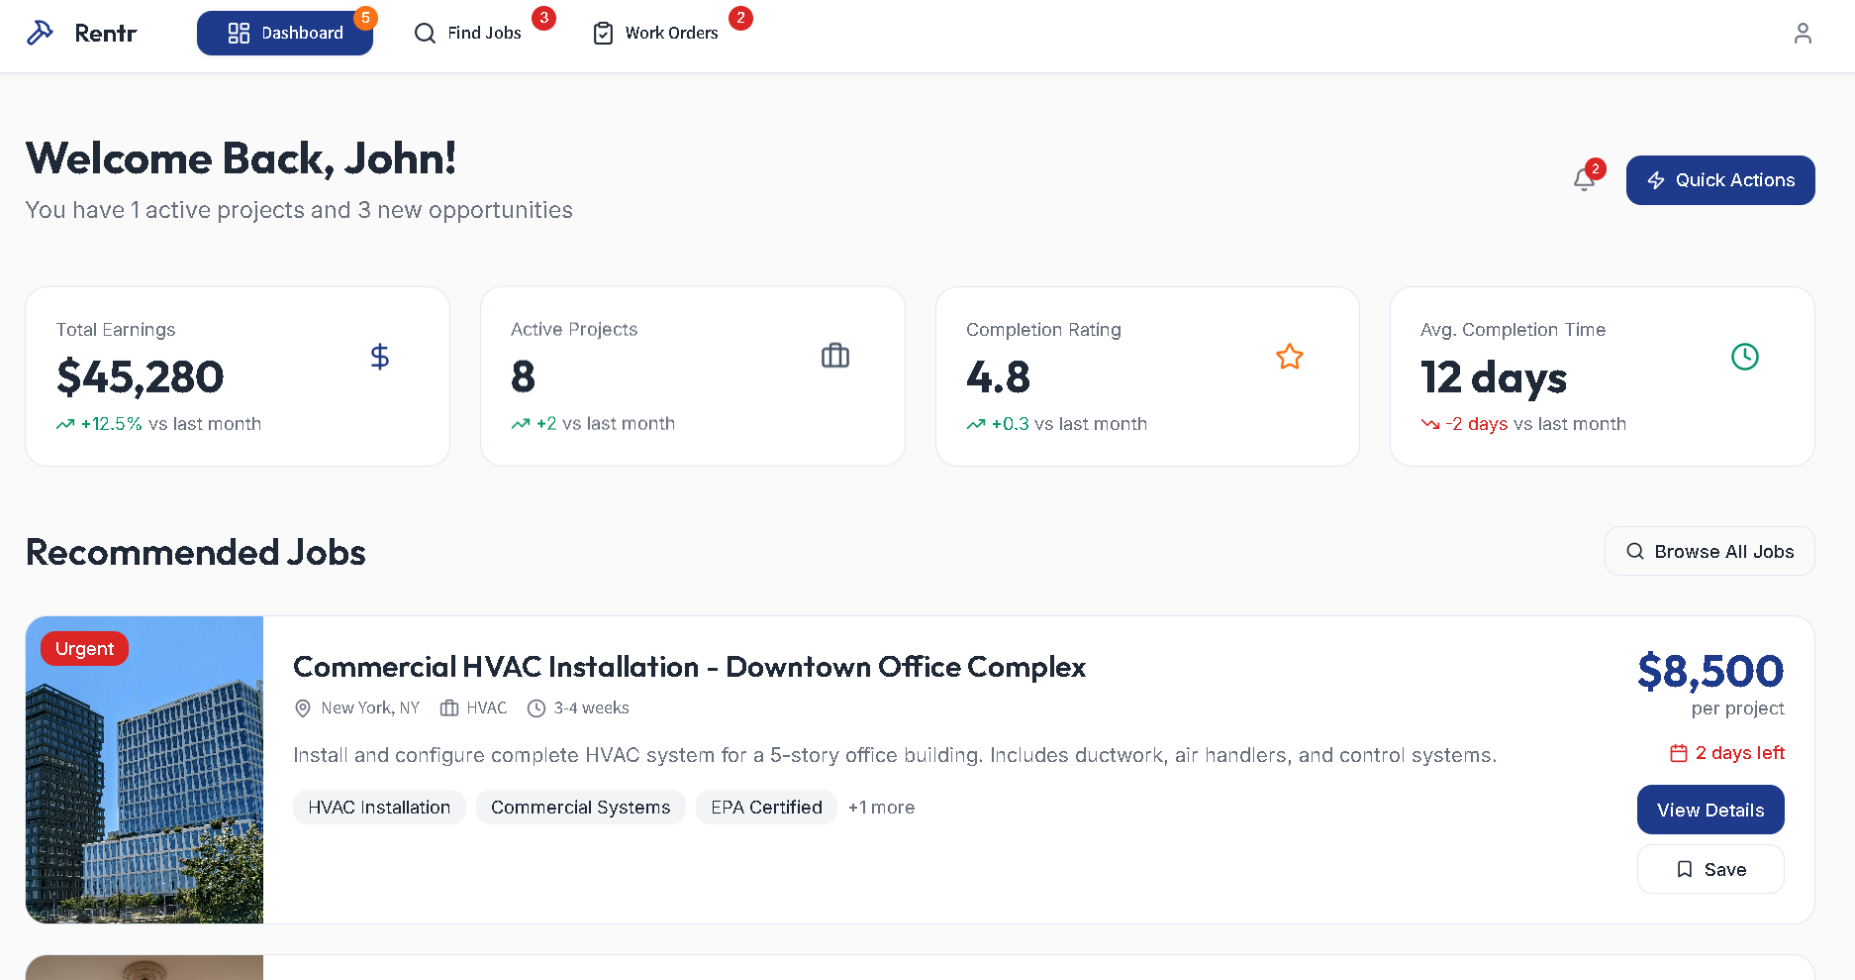 Rentr
Dashboard 5
Find Jobs 3
Work Orders 2
Welcome Back, John!
You have 1 active projects and 3 new opportunities
2
Quick Actions
Total Earnings
$45,280
+12.5% vs last month
Active Projects
8
+2 vs last month
Completion Rating
4.8
+0.3 vs last month
Avg. Completion Time
12 days
-2 days vs last month
Recommended Jobs
Browse All Jobs
Urgent
Commercial HVAC Installation - Downtown Office Complex
New York, NY HVAC 3-4 weeks
Install and configure complete HVAC system for a 5-story office building. Includes ductwork, air handlers, and control systems.
HVAC Installation Commercial Systems EPA Certified +1 more
$8,500
per project
2 days left
View Details
Save